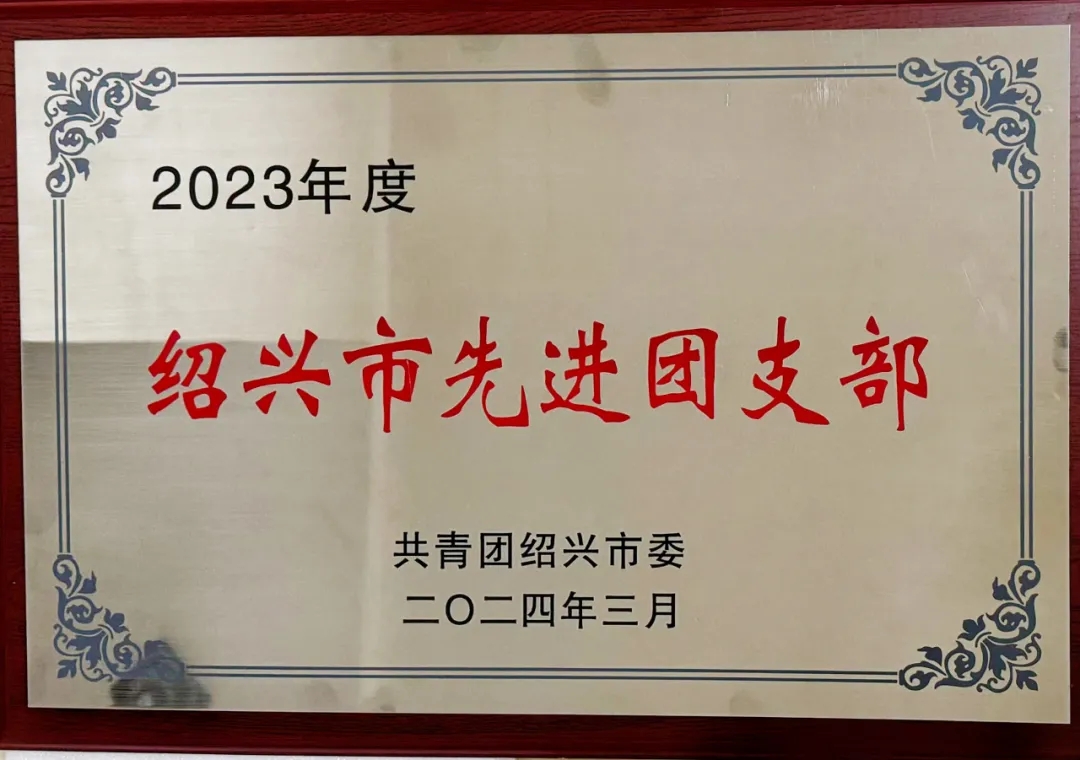 2023年度
绍兴市先进团支部
共青团绍兴市委
二〇二四年三月